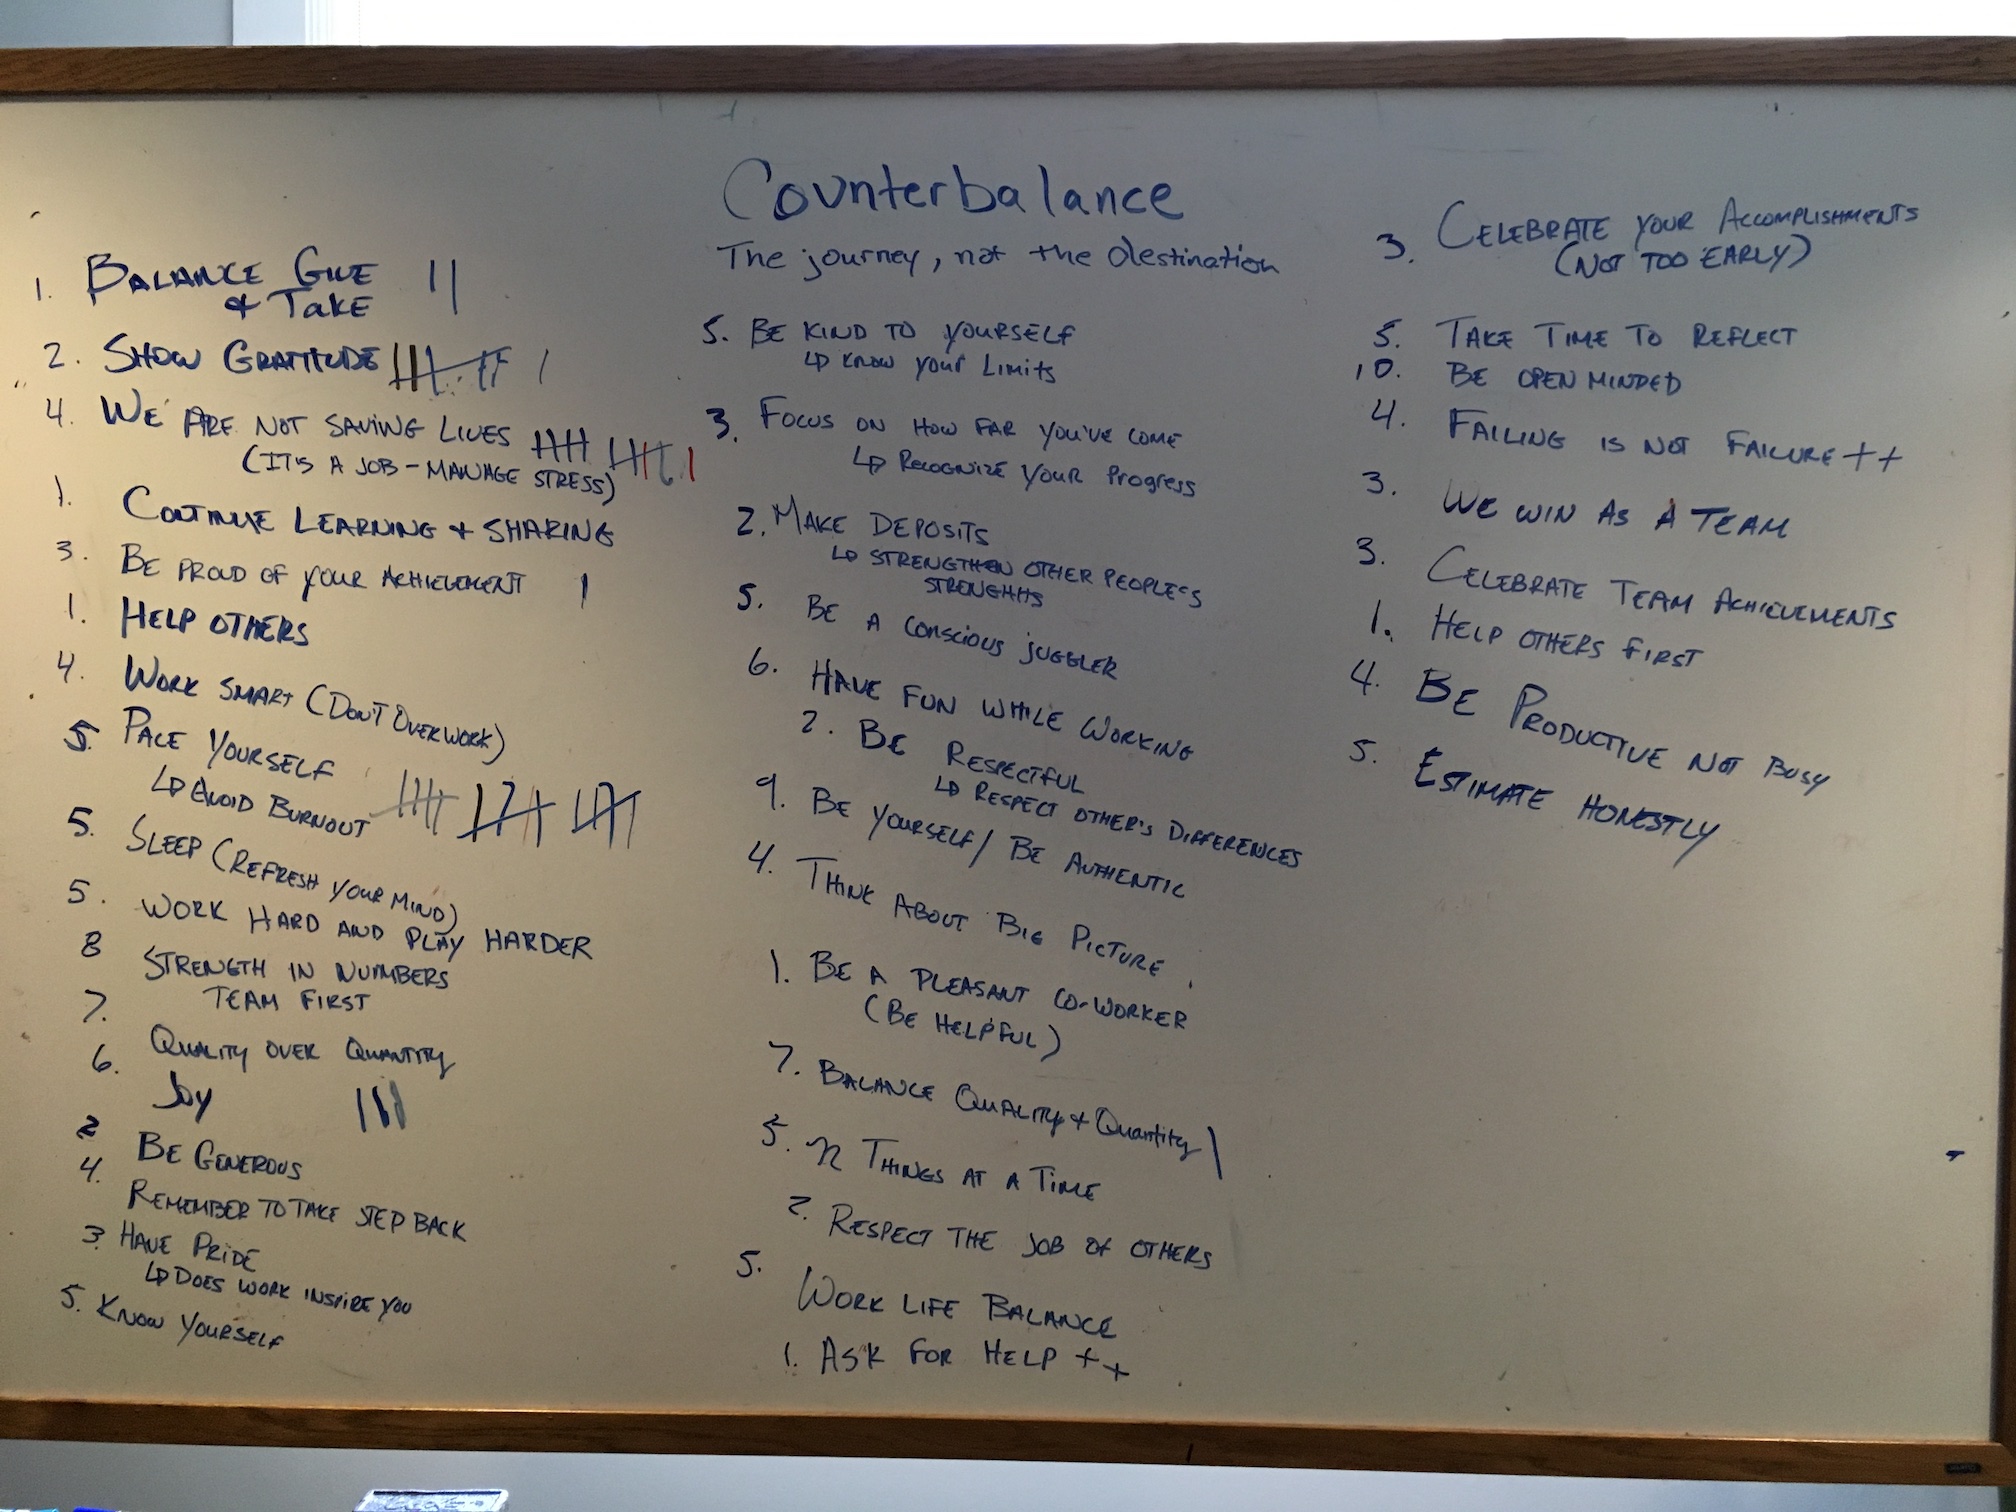 Counterbalance
The journey, not the destination
1. BALANCE GIVE ||
& TAKE
2. SHOW GRATITUDE
4. WE ARE NOT SAVING LIVES
(IT IS A JOB - MANAGE STRESS)
1. CONTINUE LEARNING & SHARING
3. BE PROUD OF YOUR ACHIEVEMENT |
1. HELP OTHERS
4. WORK SMART (DON'T OVERWORK)
5. PACE YOURSELF
↳ AVOID BURNOUT
5. SLEEP (REFRESH YOUR MIND)
5. WORK HARD AND PLAY HARDER
8 STRENGTH IN NUMBERS
TEAM FIRST
7. QUALITY OVER QUANTITY
6. JOY |||
2 BE GENEROUS
4. REMEMBER TO TAKE STEP BACK
3. HAVE PRIDE
↳ DOES WORK INSPIRE YOU
5. KNOW YOURSELF
5. BE KIND TO YOURSELF
↳ KNOW YOUR LIMITS
3. FOCUS ON HOW FAR YOU'VE COME
↳ RECOGNIZE YOUR PROGRESS
2. MAKE DEPOSITS
↳ STRENGTHEN OTHER PEOPLE'S
STRENGHHS
5. BE A CONSCIOUS JUGGLER
6. HAVE FUN WHILE WORKING
2. BE RESPECTFUL
↳ RESPECT OTHER'S DIFFERENCES
9. BE YOURSELF / BE AUTHENTIC
4. THINK ABOUT BIG PICTURE
1. BE A PLEASANT CO-WORKER
(BE HELPFUL)
7. BALANCE QUALITY & QUANTITY |
5. n THINGS AT A TIME
2. RESPECT THE JOB OF OTHERS
5. WORK LIFE BALANCE
1. ASK FOR HELP ++
3. CELEBRATE YOUR ACCOMPLISHMENTS
(NOT TOO EARLY)
5. TAKE TIME TO REFLECT
10. BE OPEN MINDED
4. FAILING IS NOT FAILURE ++
3. WE WIN AS A TEAM
3. CELEBRATE TEAM ACHIEVEMENTS
1. HELP OTHERS FIRST
4. BE PRODUCTIVE NOT BUSY
5. ESTIMATE HONESTLY